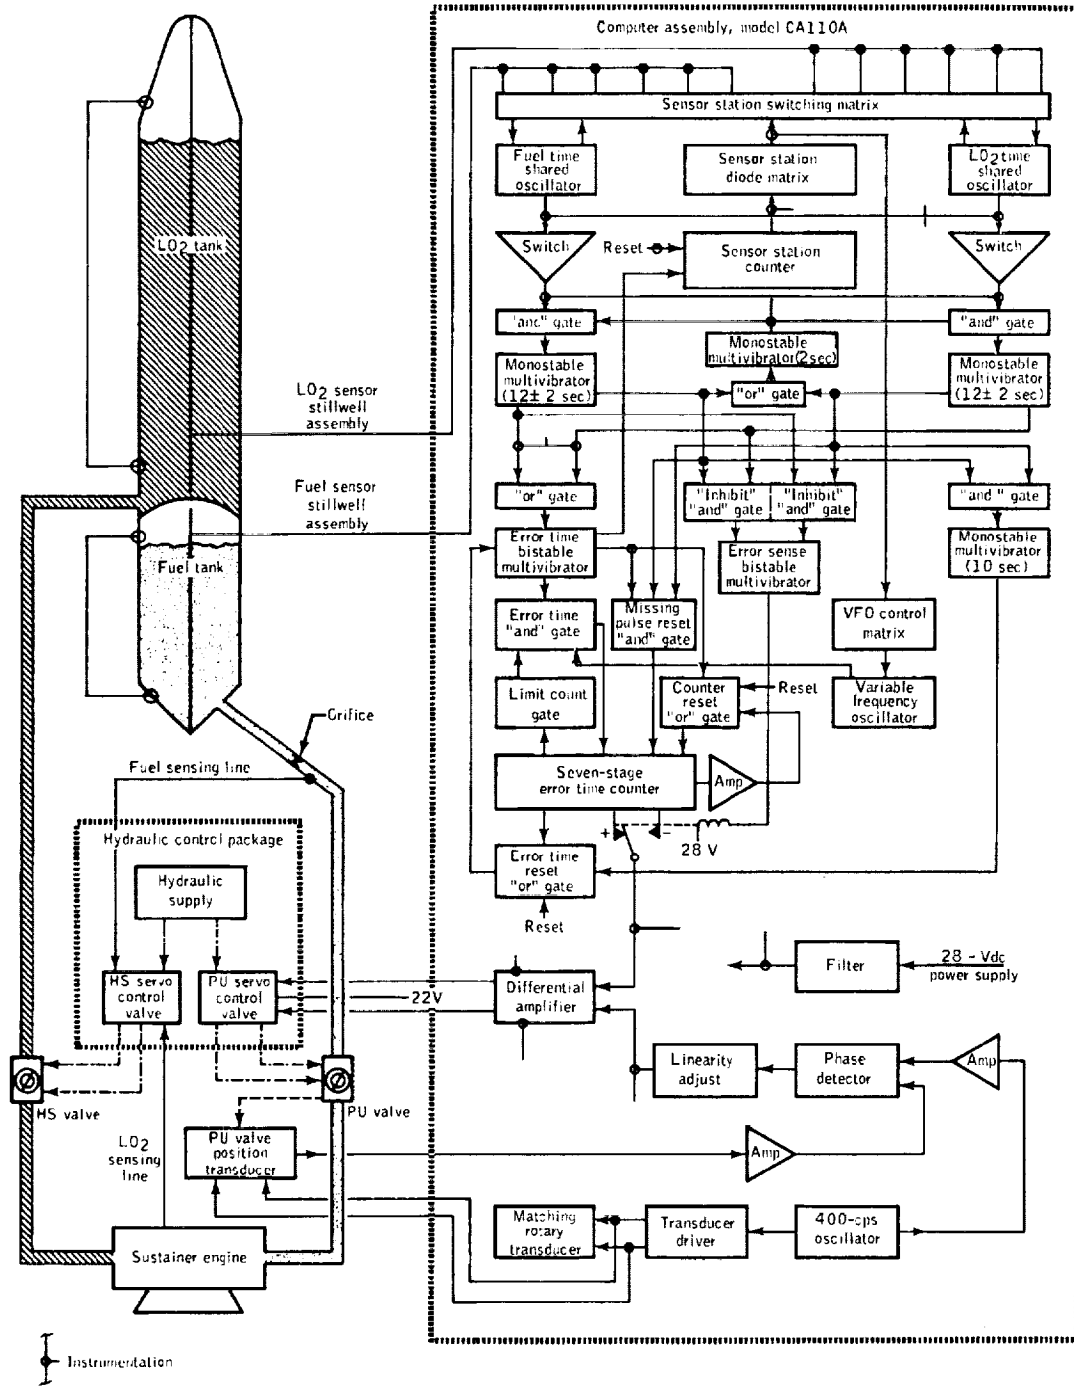 Computer assembly, model CA110A
Sensor station switching matrix
Fuel time
shared
oscillator
Sensor station
diode matrix
LO2 time
shared
oscillator
LO2 tank
Switch
Reset
Sensor station
counter
Switch
"and" gate
"and" gate
Monostable
multivibrator (2 sec)
Monostable
multivibrator
(12± 2 sec)
"or" gate
Monostable
multivibrator
(12± 2 sec)
LO2 sensor
stillwell
assembly
Fuel sensor
stillwell
assembly
"or" gate
"Inhibit"
"and" gate
"Inhibit"
"and" gate
"and" gate
Error time
bistable
multivibrator
Error sense
bistable
multivibrator
Monostable
multivibrator
(10 sec)
Fuel tank
Error time
"and" gate
Missing
pulse reset
"and" gate
VFO control
matrix
Limit count
gate
Counter
reset
"or" gate
Reset
Variable
frequency
oscillator
Orifice
Fuel sensing line
Seven-stage
error time counter
Amp
+
-
28 V
Hydraulic control package
Hydraulic
supply
Error time
reset
"or" gate
Reset
HS servo
control
valve
PU servo
control
valve
22V
Differential
amplifier
Filter
28 - Vdc
power supply
Linearity
adjust
Phase
detector
Amp
HS valve
PU valve
LO2
sensing
line
PU valve
position
transducer
Amp
Matching
rotary
transducer
Transducer
driver
400-cps
oscillator
Sustainer engine
Instrumentation